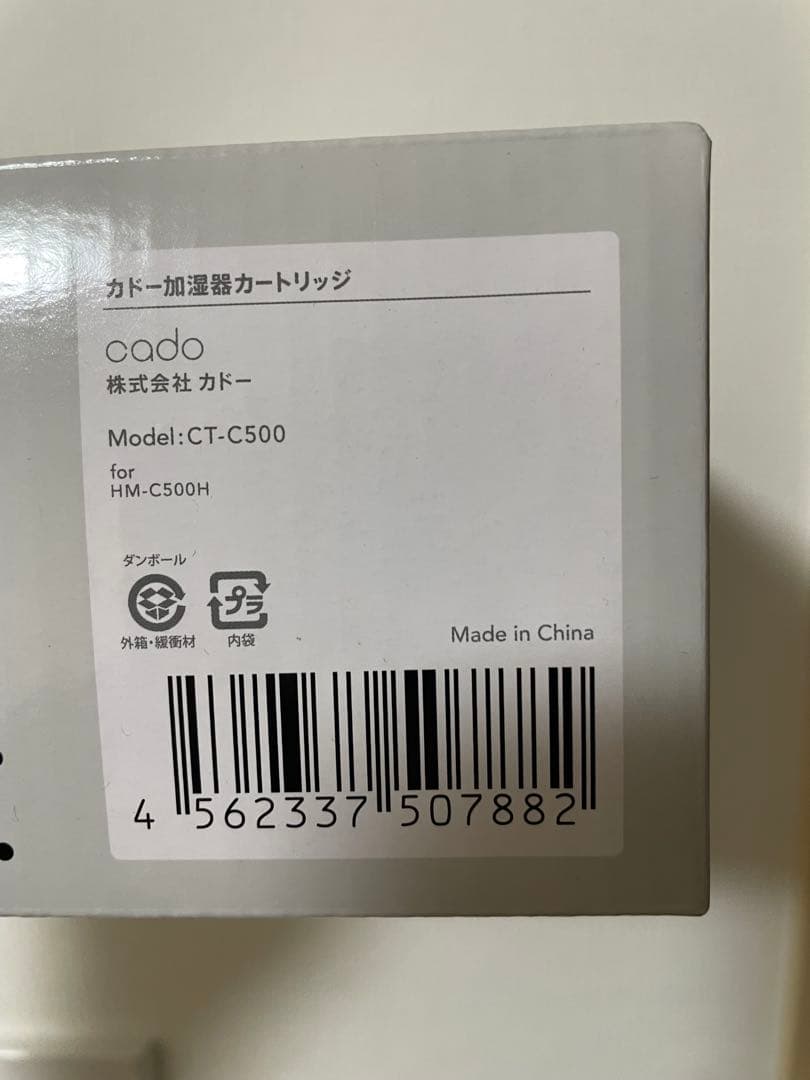 カドー加湿器カートリッジ
cado
株式会社 カドー
Model:CT-C500
for
HM-C500H
ダンボール
プラ
外箱・緩衝材 内袋
Made in China
4 562337 507882